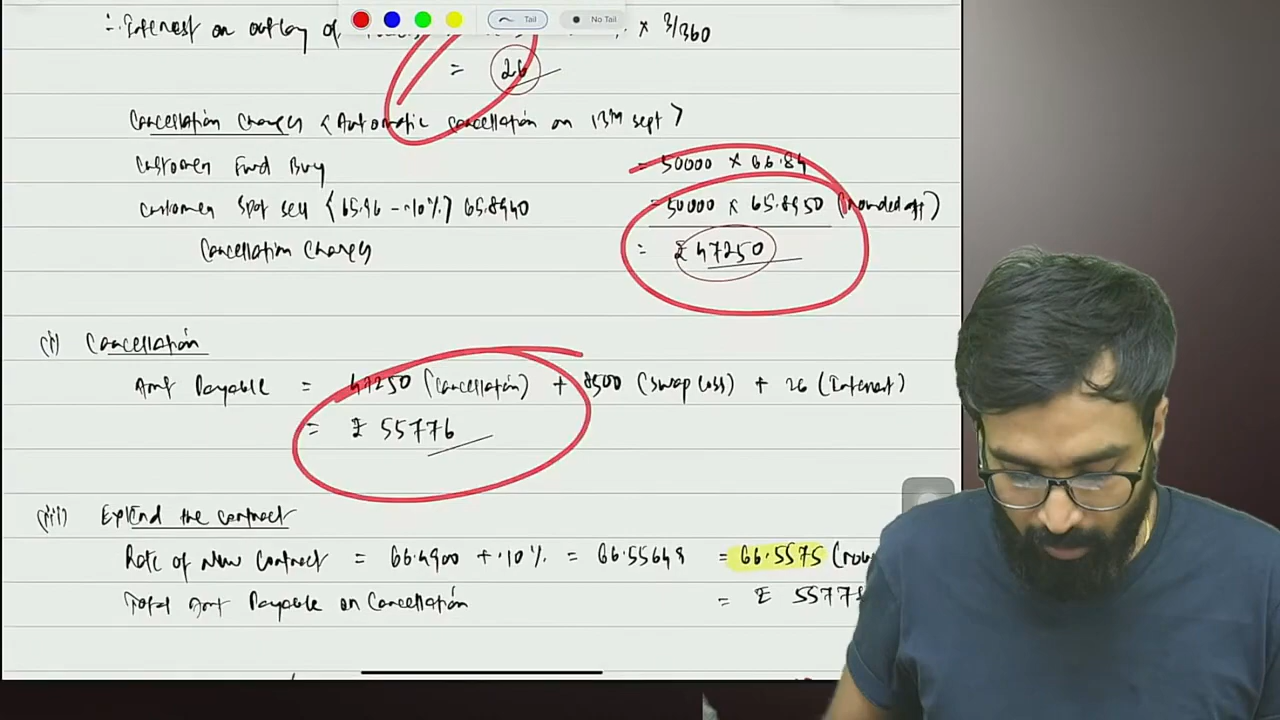 Tail
No Tail
∴ Interest on outlay of × 3/360
= 26
Cancellation Charges {Automatic cancellation on 13th sept}
Customer Fwd Buy = 50000 × 66.84
Customer Spot sell {65.96 - .10%} 65.8940 = 50000 × 65.8950 (rounded off)
Cancellation Charges = ₹ 47250
(i) Cancellation
Amt Payable = 47250 (Cancellation) + 8500 (Swap Loss) + 26 (Interest)
= ₹ 55776
(iii) Extend the contract
Rate of New Contract = 66.4900 + .10% = 66.55649 = 66.5575
Total Amt Payable on Cancellation = ₹